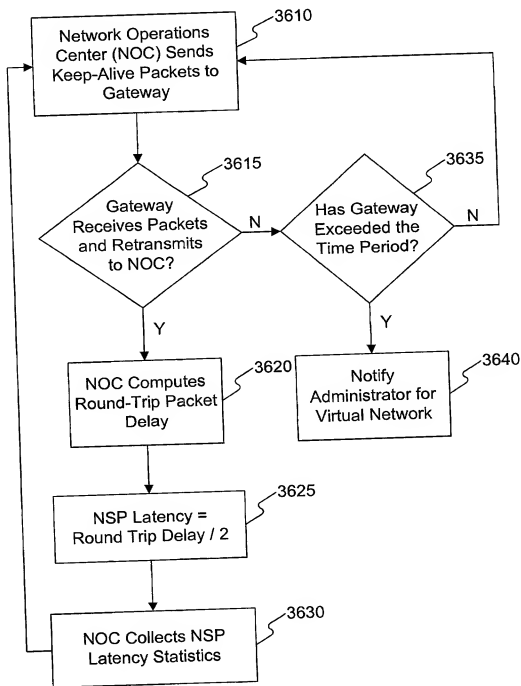 3610
Network Operations
Center (NOC) Sends
Keep-Alive Packets to
Gateway
3615
Gateway
Receives Packets
and Retransmits
to NOC?
N
3635
Has Gateway
Exceeded the
Time Period?
N
Y
Y
3620
NOC Computes
Round-Trip Packet
Delay
3640
Notify
Administrator for
Virtual Network
3625
NSP Latency =
Round Trip Delay / 2
3630
NOC Collects NSP
Latency Statistics